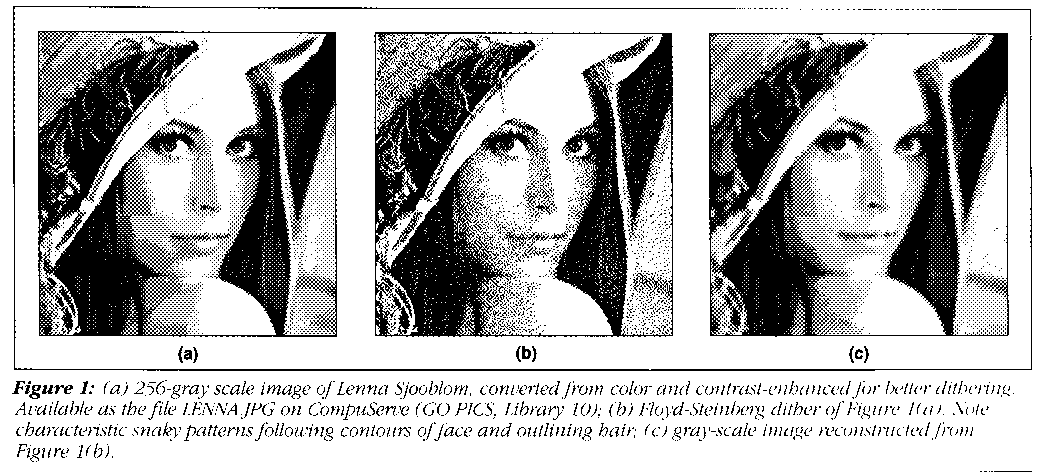 (a) (b) (c)
Figure 1: (a) 256-gray scale image of Lenna Sjooblom, converted from color and contrast-enhanced for better dithering.
Available as the file LENNA.JPG on CompuServe (GO PICS, Library 10); (b) Floyd-Steinberg dither of Figure 1(a). Note
characteristic snaky patterns following contours of face and outlining hair; (c) gray-scale image reconstructed from
Figure 1(b).